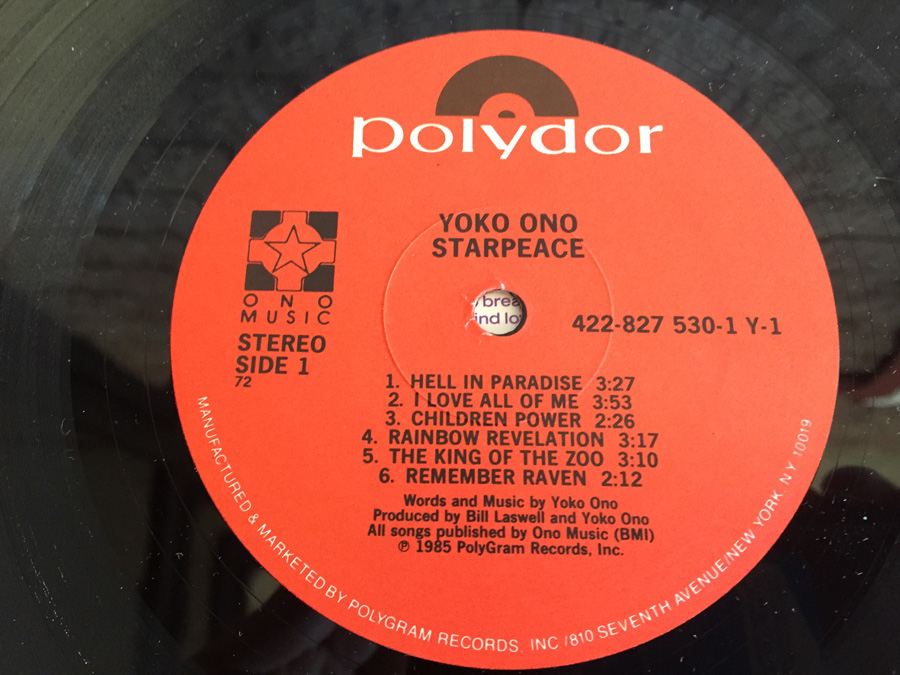 polydor
YOKO ONO
STARPEACE
ONO
MUSIC
STEREO
SIDE 1
72
422-827 530-1 Y-1
1. HELL IN PARADISE 3:27
2. I LOVE ALL OF ME 3:53
3. CHILDREN POWER 2:26
4. RAINBOW REVELATION 3:17
5. THE KING OF THE ZOO 3:10
6. REMEMBER RAVEN 2:12
Words and Music by Yoko Ono
Produced by Bill Laswell and Yoko Ono
All songs published by Ono Music (BMI)
℗ 1985 PolyGram Records, Inc.
MANUFACTURED & MARKETED BY POLYGRAM RECORDS, INC /810 SEVENTH AVENUE/NEW YORK, NY 10019